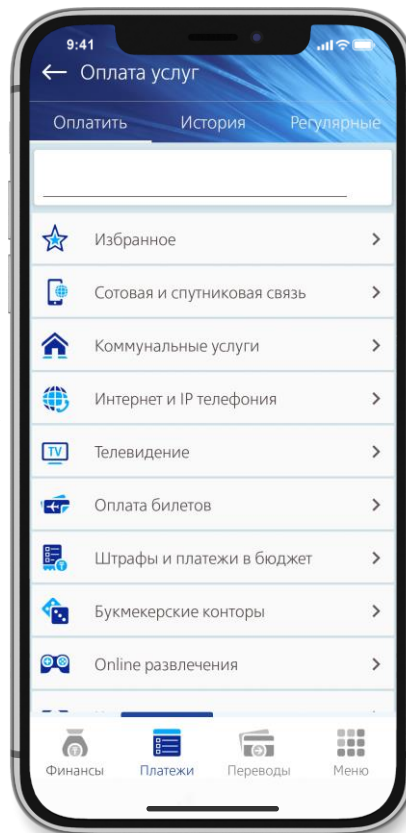 9:41
Оплата услуг
Оплатить История Регулярные
Избранное
Сотовая и спутниковая связь
Коммунальные услуги
Интернет и IP телефония
TV Телевидение
Оплата билетов
Штрафы и платежи в бюджет
Букмекерские конторы
Online развлечения
Финансы Платежи Переводы Меню